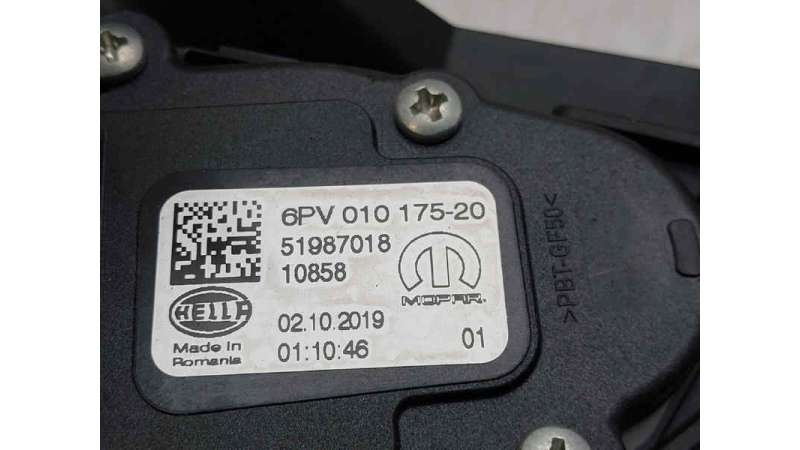 6PV 010 175-20
51987018
10858
MOPAR.
HELLA
02.10.2019
Made In
Romania
01:10:46
01
>PBT-GF50<